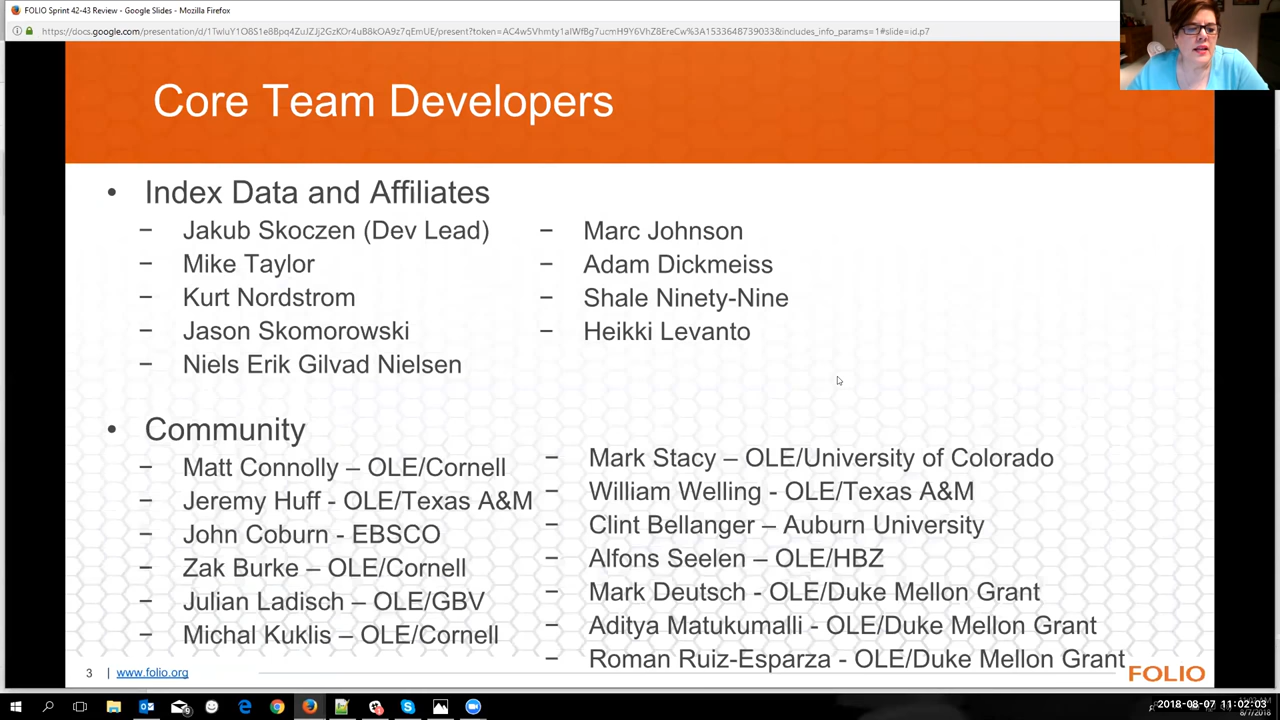 FOLIO Sprint 42-43 Review - Google Slides - Mozilla Firefox
Core Team Developers
• Index Data and Affiliates
− Jakub Skoczen (Dev Lead)
− Mike Taylor
− Kurt Nordstrom
− Jason Skomorowski
− Niels Erik Gilvad Nielsen
− Marc Johnson
− Adam Dickmeiss
− Shale Ninety-Nine
− Heikki Levanto
• Community
− Matt Connolly – OLE/Cornell
− Jeremy Huff - OLE/Texas A&M
− John Coburn - EBSCO
− Zak Burke – OLE/Cornell
− Julian Ladisch – OLE/GBV
− Michal Kuklis – OLE/Cornell
− Mark Stacy – OLE/University of Colorado
− William Welling - OLE/Texas A&M
− Clint Bellanger – Auburn University
− Alfons Seelen – OLE/HBZ
− Mark Deutsch - OLE/Duke Mellon Grant
− Aditya Matukumalli - OLE/Duke Mellon Grant
− Roman Ruiz-Esparza - OLE/Duke Mellon Grant
3 | www.folio.org
FOLIO
2018-08-07 11:02:03